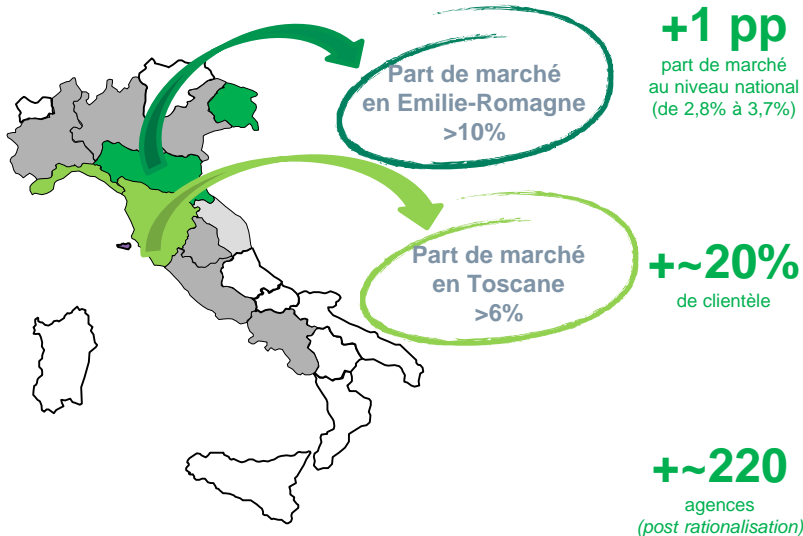 Part de marché
en Emilie-Romagne
>10%
Part de marché
en Toscane
>6%
+1 pp
part de marché
au niveau national
(de 2,8% à 3,7%)
+~20%
de clientèle
+~220
agences
(post rationalisation)